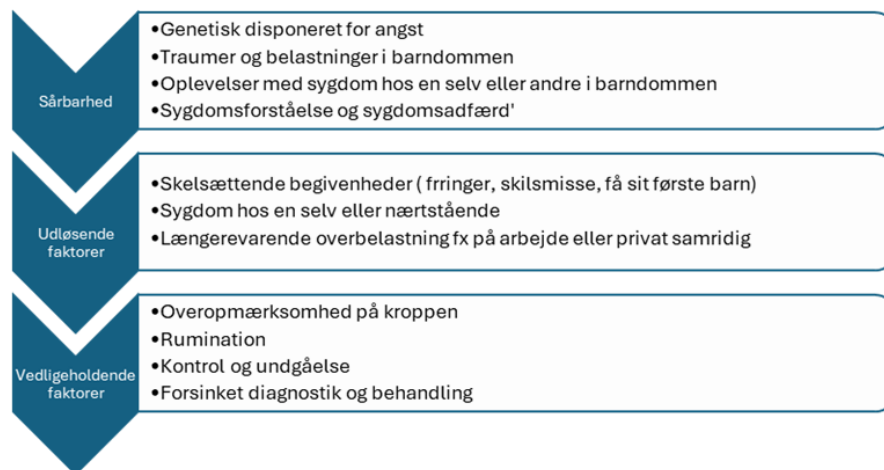 Sårbarhed
•Genetisk disponeret for angst
•Traumer og belastninger i barndommen
•Oplevelser med sygdom hos en selv eller andre i barndommen
•Sygdomsforståelse og sygdomsadfærd'
Udløsende
faktorer
•Skelsættende begivenheder ( frringer, skilsmisse, få sit første barn)
•Sygdom hos en selv eller nærtstående
•Længerevarende overbelastning fx på arbejde eller privat samridig
Vedligeholdende
faktorer
•Overopmærksomhed på kroppen
•Rumination
•Kontrol og undgåelse
•Forsinket diagnostik og behandling